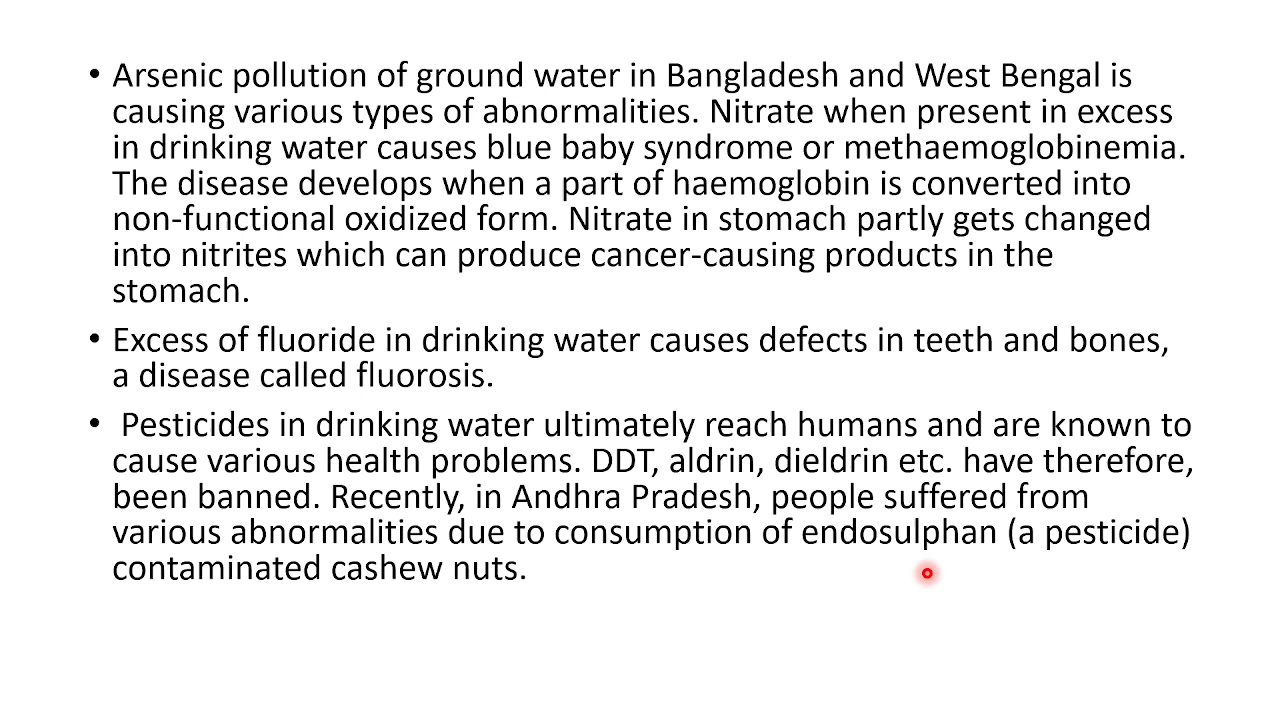 • Arsenic pollution of ground water in Bangladesh and West Bengal is
causing various types of abnormalities. Nitrate when present in excess
in drinking water causes blue baby syndrome or methaemoglobinemia.
The disease develops when a part of haemoglobin is converted into
non-functional oxidized form. Nitrate in stomach partly gets changed
into nitrites which can produce cancer-causing products in the
stomach.
• Excess of fluoride in drinking water causes defects in teeth and bones,
a disease called fluorosis.
• Pesticides in drinking water ultimately reach humans and are known to
cause various health problems. DDT, aldrin, dieldrin etc. have therefore,
been banned. Recently, in Andhra Pradesh, people suffered from
various abnormalities due to consumption of endosulphan (a pesticide)
contaminated cashew nuts.